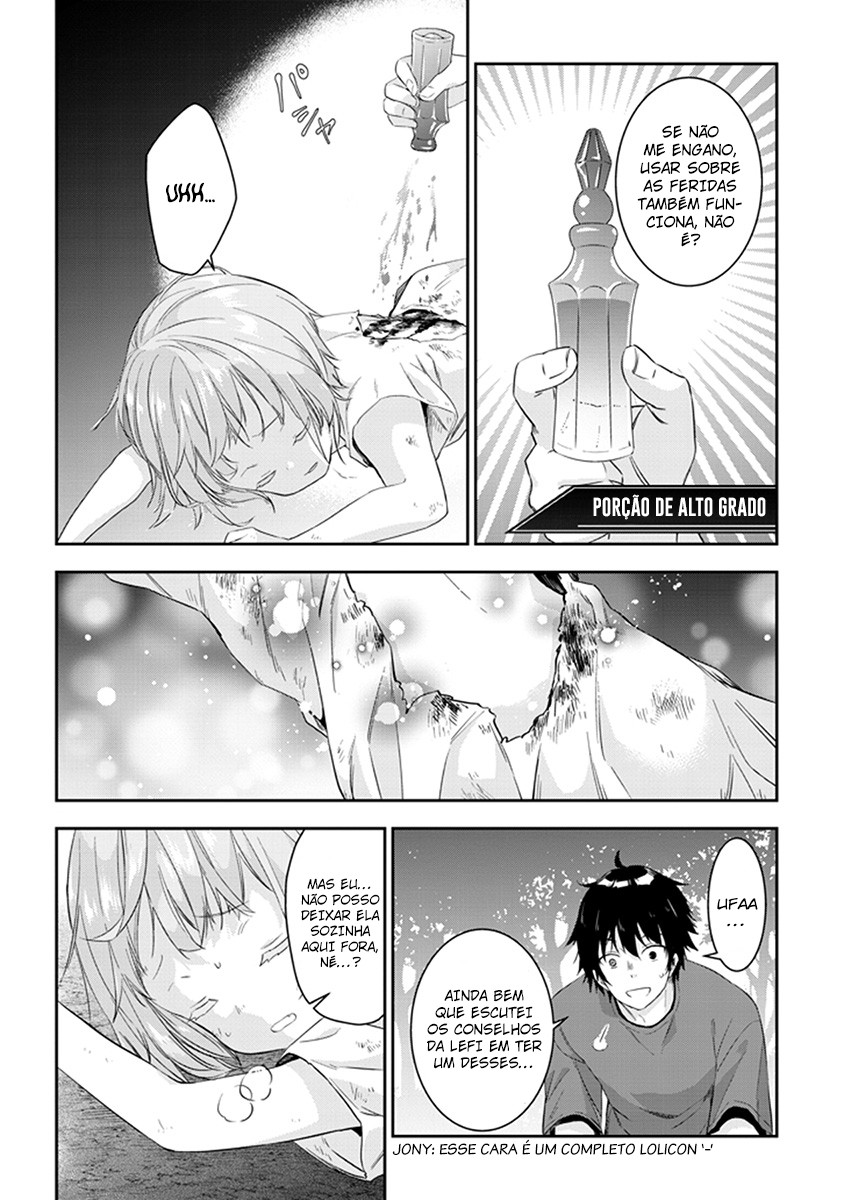 SE NÃO
ME ENGANO,
USAR SOBRE
AS FERIDAS
TAMBÉM FUN-
CIONA, NÃO
É?
PORÇÃO DE ALTO GRADO
パシャ
UHH...
UFAA
...
AINDA BEM
QUE ESCUTEI
OS CONSELHOS
DA LEFI EM TER
UM DESSES...
MAS EU...
NÃO POSSO
DEIXAR ELA
SOZINHA
AQUI FORA,
NÉ...?
JONY: ESSE CARA É UM COMPLETO LOLICON '-'